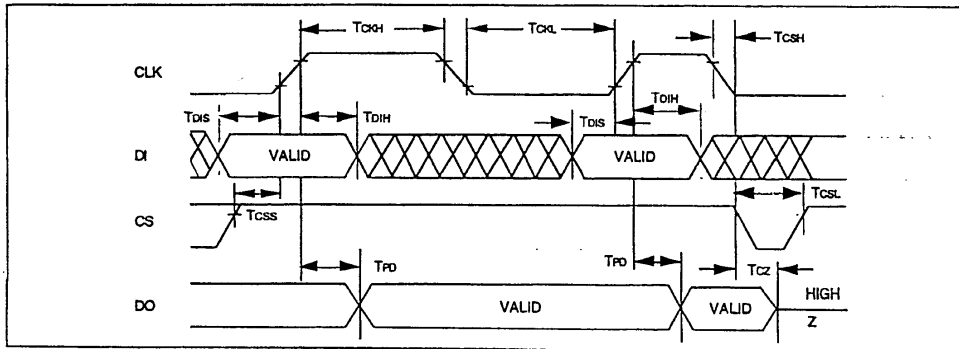 TCKH
TCKL
TCSH
CLK
TDIS
TDIH
TDIS
TDIH
DI
VALID
VALID
TCSS
TCSL
CS
TPD
TPD
TCZ
DO
VALID
VALID
HIGH
Z